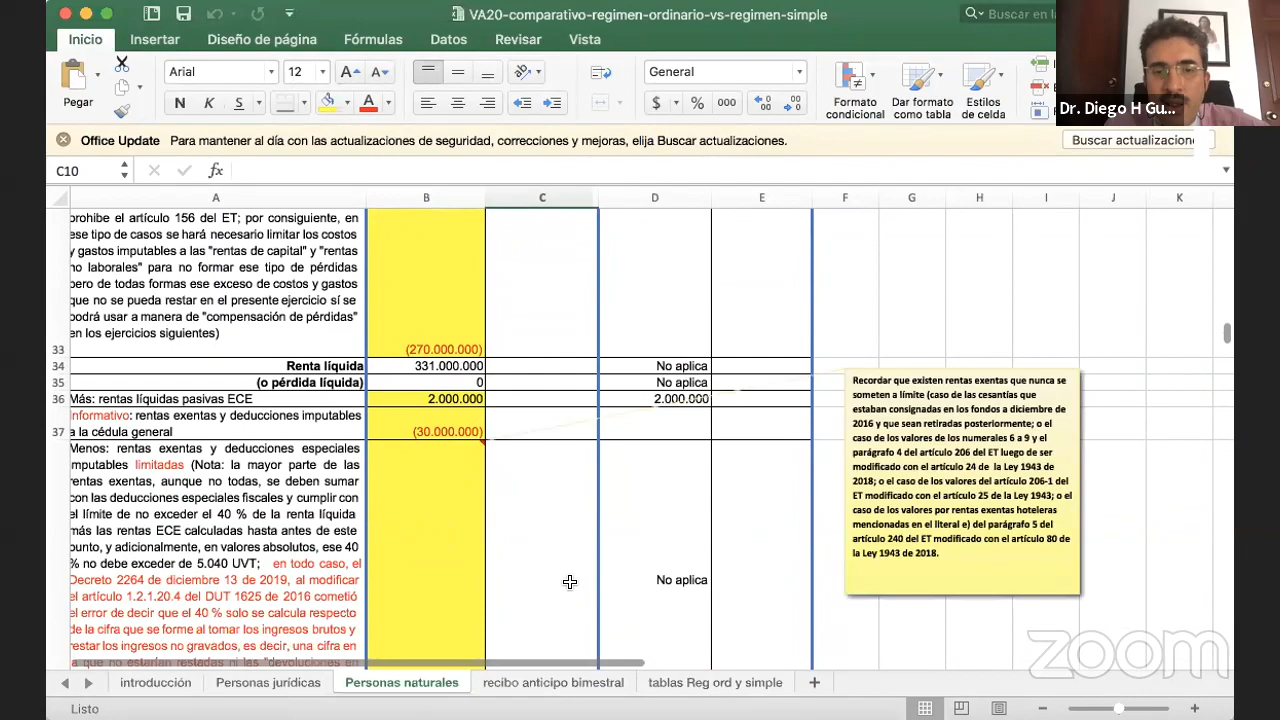 VA20-comparativo-regimen-ordinario-vs-regimen-simple
Buscar en la
Inicio
Insertar
Diseño de página
Fórmulas
Datos
Revisar
Vista
Pegar
Arial
12
General
N
K
S
A
$
%
000
Formato
condicional
Dar formato
como tabla
Estilos
de celda
Dr. Diego H Gu...
Office Update
Para mantener al día con las actualizaciones de seguridad, correcciones y mejoras, elija Buscar actualizaciones.
Buscar actualizacion
C10
fx
A B C D E F G H I J K
prohibe el artículo 156 del ET; por consiguiente, en
ese tipo de casos se hará necesario limitar los costos
y gastos imputables a las "rentas de capital" y "rentas
no laborales" para no formar ese tipo de pérdidas
pero de todas formas ese exceso de costos y gastos
que no se pueda restar en el presente ejercicio sí se
podrá usar a manera de "compensación de pérdidas"
en los ejercicios siguientes)
33 (270.000.000)
34 Renta líquida 331.000.000 No aplica
35 (o pérdida líquida) 0 No aplica
36 Más: rentas líquidas pasivas ECE 2.000.000 2.000.000
Informativo: rentas exentas y deducciones imputables
37 a la cédula general (30.000.000)
Menos: rentas exentas y deducciones especiales
imputables limitadas (Nota: la mayor parte de las
rentas exentas, aunque no todas, se deben sumar
con las deducciones especiales fiscales y cumplir con
el límite de no exceder el 40 % de la renta líquida
más las rentas ECE calculadas hasta antes de este
punto, y adicionalmente, en valores absolutos, ese 40
% no debe exceder de 5.040 UVT; en todo caso, el
Decreto 2264 de diciembre 13 de 2019, al modificar No aplica
el artículo 1.2.1.20.4 del DUT 1625 de 2016 cometió
el error de decir que el 40 % solo se calcula respecto
de la cifra que se forme al tomar los ingresos brutos y
restar los ingresos no gravados, es decir, una cifra en
la que no estarían restadas ni las "devoluciones en
Recordar que existen rentas exentas que nunca se
someten a límite (caso de las cesantías que
estaban consignadas en los fondos a diciembre de
2016 y que sean retiradas posteriormente; o el
caso de los valores de los numerales 6 a 9 y el
parágrafo 4 del artículo 206 del ET luego de ser
modificado con el artículo 24 de la Ley 1943 de
2018; o el caso de los valores del artículo 206-1 del
ET modificado con el artículo 25 de la Ley 1943; o el
caso de los valores por rentas exentas hoteleras
mencionadas en el literal e) del parágrafo 5 del
artículo 240 del ET modificado con el artículo 80 de
la Ley 1943 de 2018.
zoom
introducción
Personas jurídicas
Personas naturales
recibo anticipo bimestral
tablas Reg ord y simple
Listo